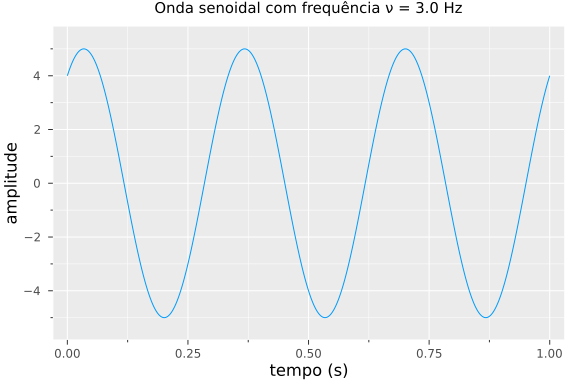 Onda senoidal com frequência ν = 3.0 Hz
amplitude
4
2
0
−2
−4
0.00 0.25 0.50 0.75 1.00
tempo (s)